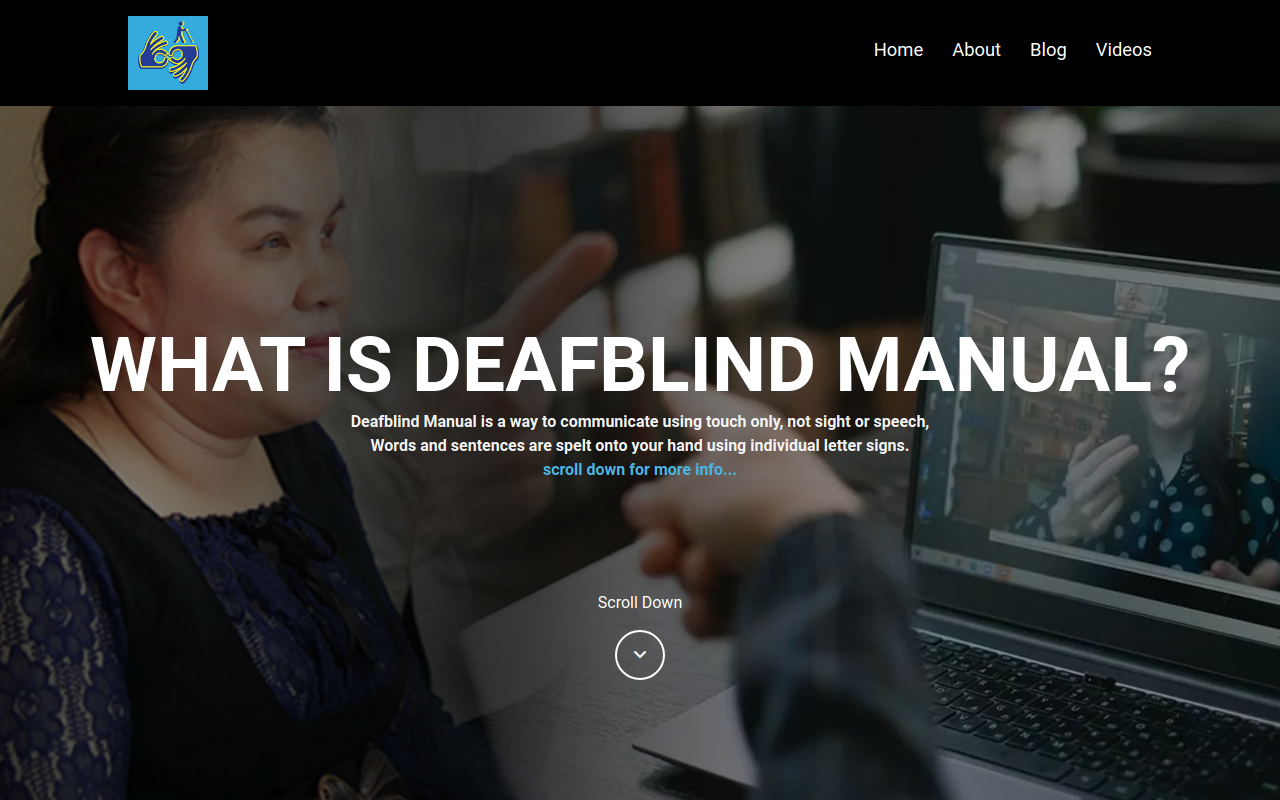 Home About Blog Videos
WHAT IS DEAFBLIND MANUAL?
Deafblind Manual is a way to communicate using touch only, not sight or speech,
Words and sentences are spelt onto your hand using individual letter signs.
scroll down for more info...
Scroll Down